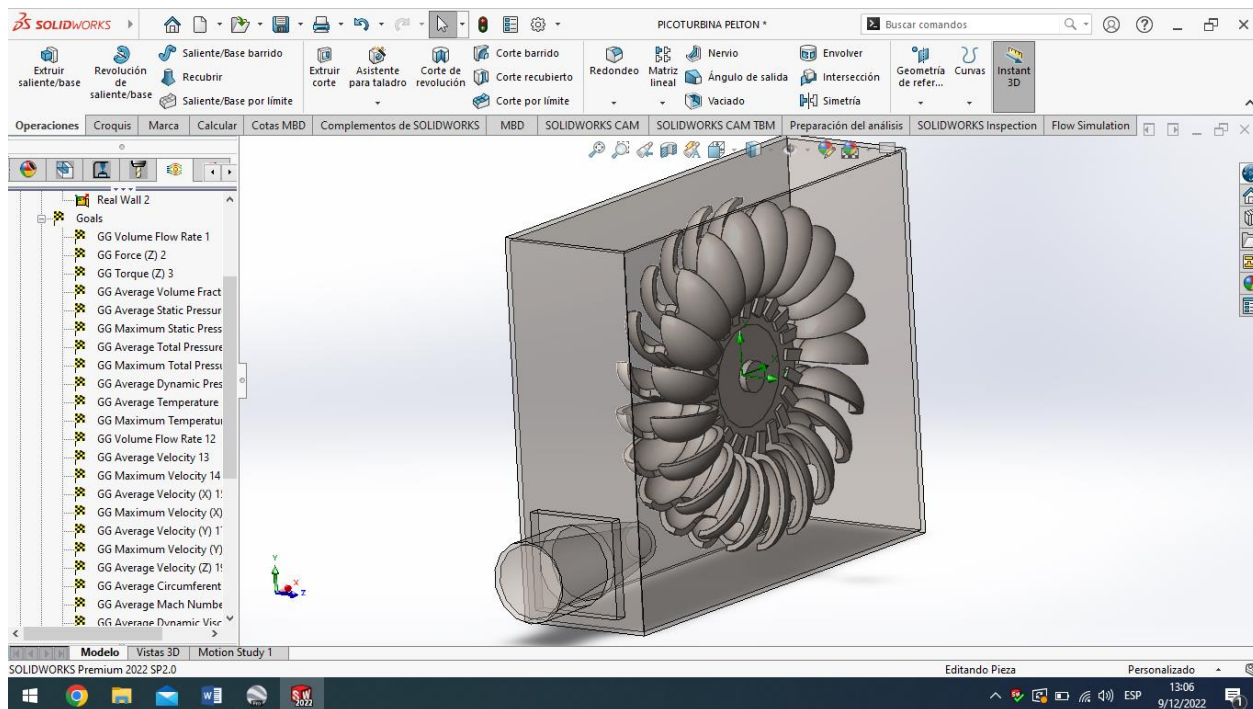 SOLIDWORKS
PICOTURBINA PELTON *
Buscar comandos
Extruir saliente/base
Revolución de saliente/base
Saliente/Base barrido
Recubrir
Saliente/Base por límite
Extruir corte
Asistente para taladro
Corte de revolución
Corte barrido
Corte recubierto
Corte por límite
Redondeo
Matriz lineal
Nervio
Ángulo de salida
Vaciado
Envolver
Intersección
Simetría
Geometría de refer...
Curvas
Instant 3D
Operaciones
Croquis
Marca
Calcular
Cotas MBD
Complementos de SOLIDWORKS
MBD
SOLIDWORKS CAM
SOLIDWORKS CAM TBM
Preparación del análisis
SOLIDWORKS Inspection
Flow Simulation
Real Wall 2
Goals
GG Volume Flow Rate 1
GG Force (Z) 2
GG Torque (Z) 3
GG Average Volume Fract
GG Average Static Pressur
GG Maximum Static Press
GG Average Total Pressure
GG Maximum Total Pressu
GG Average Dynamic Pres
GG Average Temperature
GG Maximum Temperatur
GG Volume Flow Rate 12
GG Average Velocity 13
GG Maximum Velocity 14
GG Average Velocity (X) 1
GG Maximum Velocity (X)
GG Average Velocity (Y) 1
GG Maximum Velocity (Y)
GG Average Velocity (Z) 1
GG Average Circumferent
GG Average Mach Numbe
GG Average Dynamic Visc
Y
X
Z
Modelo
Vistas 3D
Motion Study 1
SOLIDWORKS Premium 2022 SP2.0
Editando Pieza
Personalizado
ESP
13:06
9/12/2022